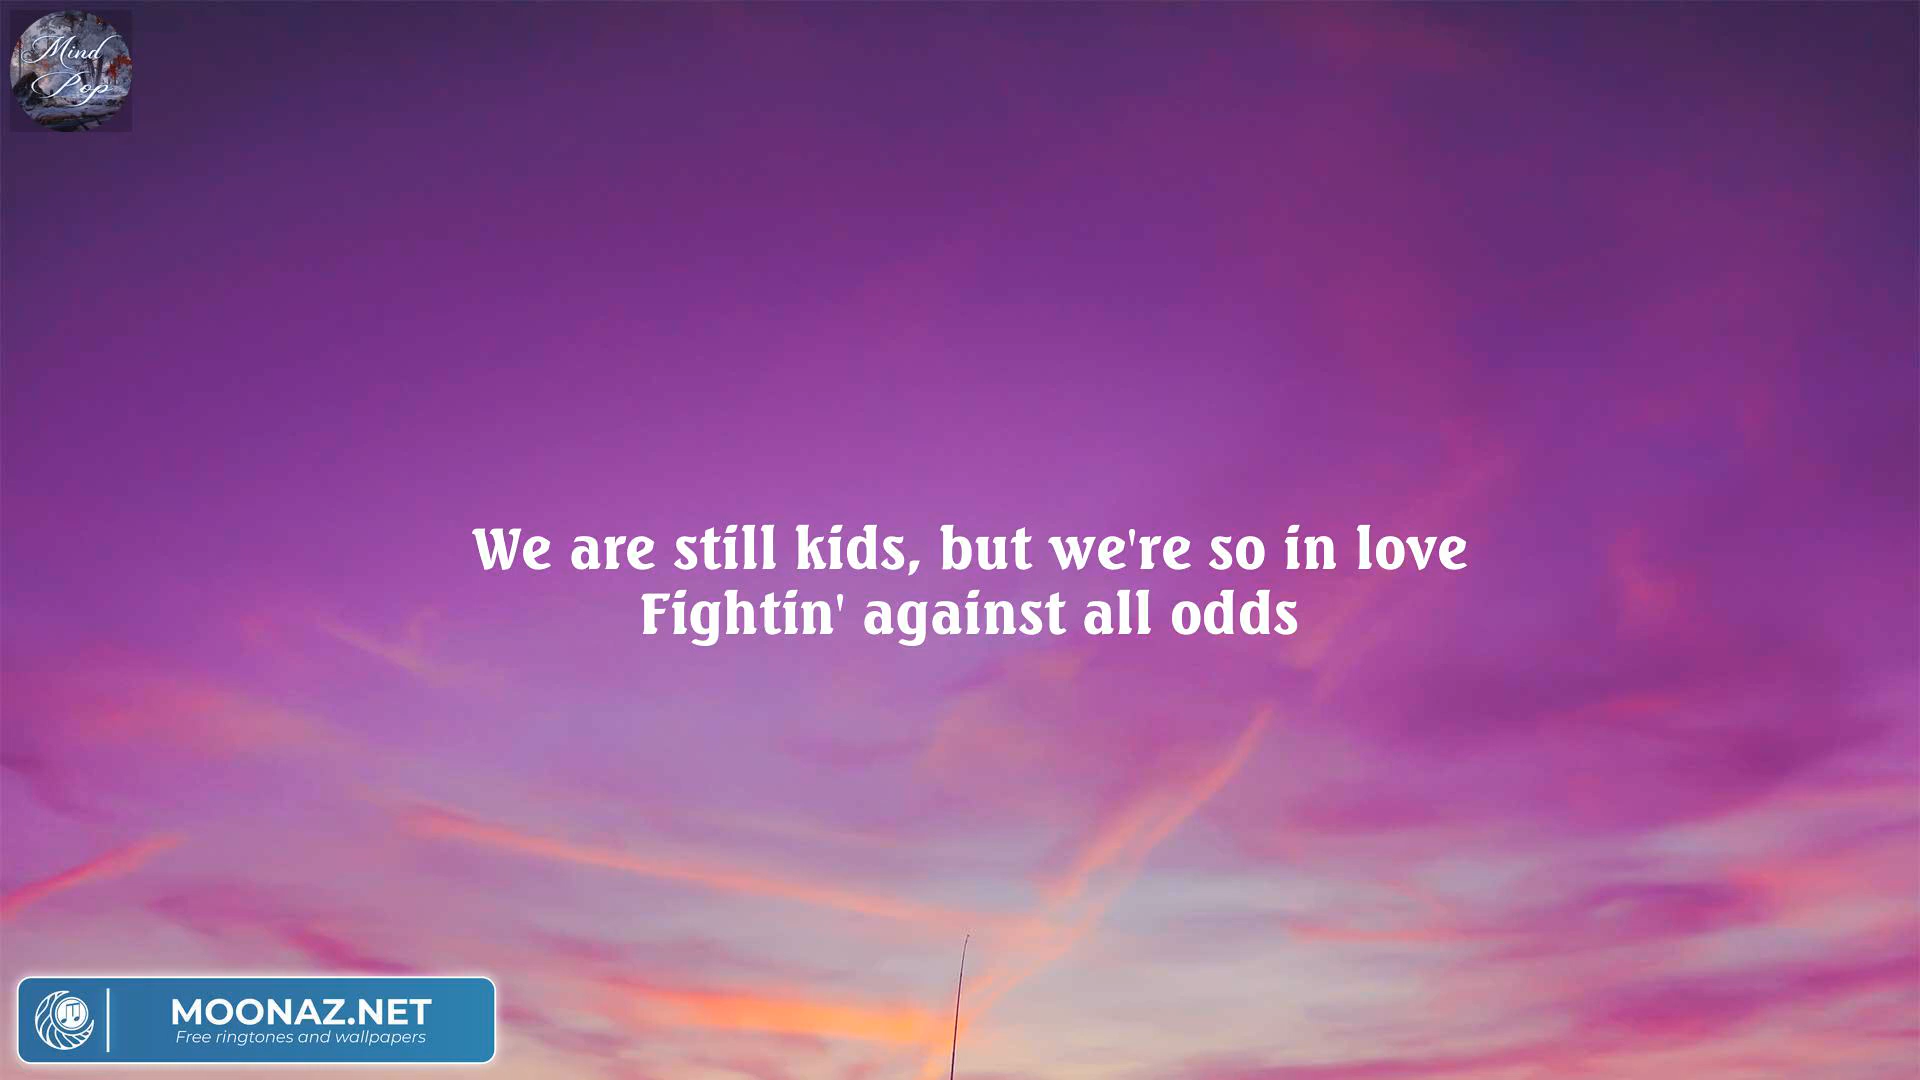 Mind
Pop
We are still kids, but we're so in love
Fightin' against all odds
MOONAZ.NET
Free ringtones and wallpapers